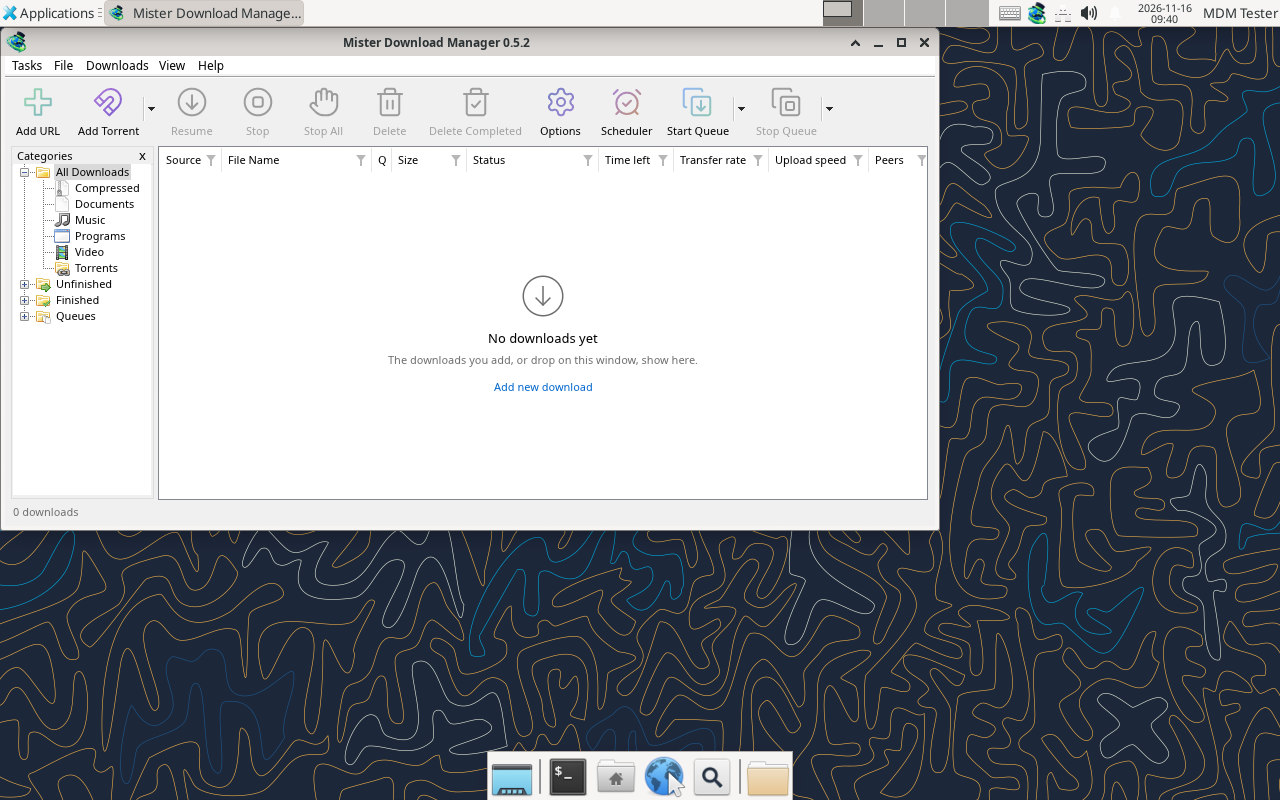 Applications
Mister Download Manage...
2026-11-16
09:40
MDM Tester
Mister Download Manager 0.5.2
Tasks File Downloads View Help
Add URL Add Torrent Resume Stop Stop All Delete Delete Completed Options Scheduler Start Queue Stop Queue
Categories X
Source File Name Q Size Status Time left Transfer rate Upload speed Peers
All Downloads
Compressed
Documents
Music
Programs
Video
Torrents
Unfinished
Finished
Queues
No downloads yet
The downloads you add, or drop on this window, show here.
Add new download
0 downloads
$_